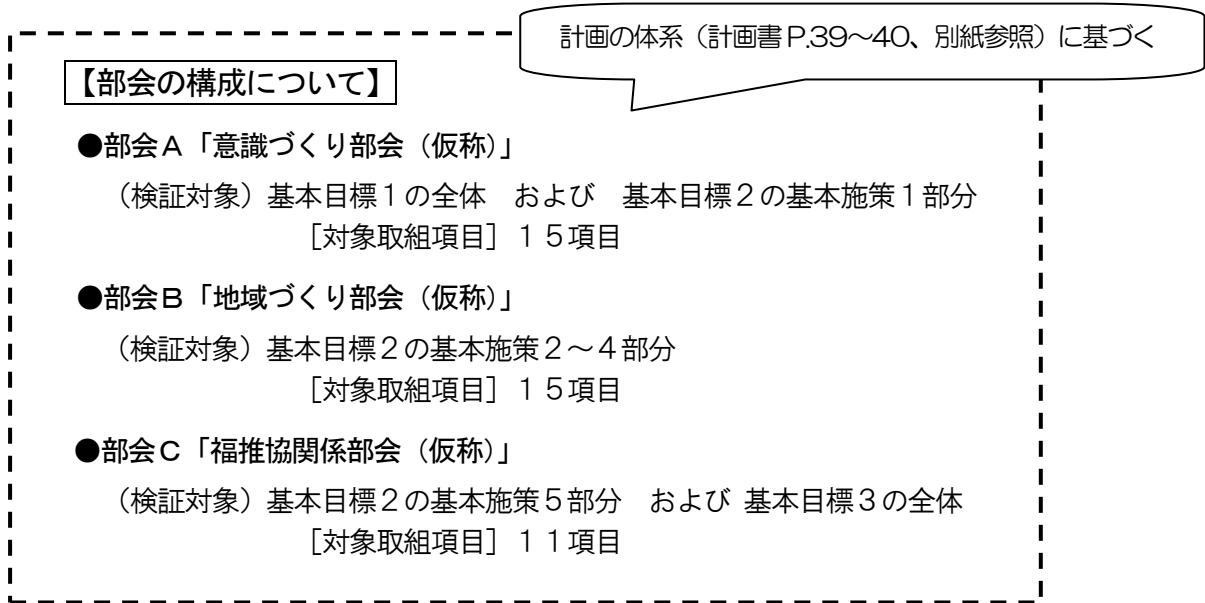 計画の体系（計画書P.39～40、別紙参照）に基づく
【部会の構成について】
●部会A「意識づくり部会（仮称）」
（検証対象）基本目標１の全体　および　基本目標２の基本施策１部分
［対象取組項目］１５項目
●部会B「地域づくり部会（仮称）」
（検証対象）基本目標２の基本施策２～４部分
［対象取組項目］１５項目
●部会C「福推協関係部会（仮称）」
（検証対象）基本目標２の基本施策５部分　および 基本目標３の全体
［対象取組項目］１１項目